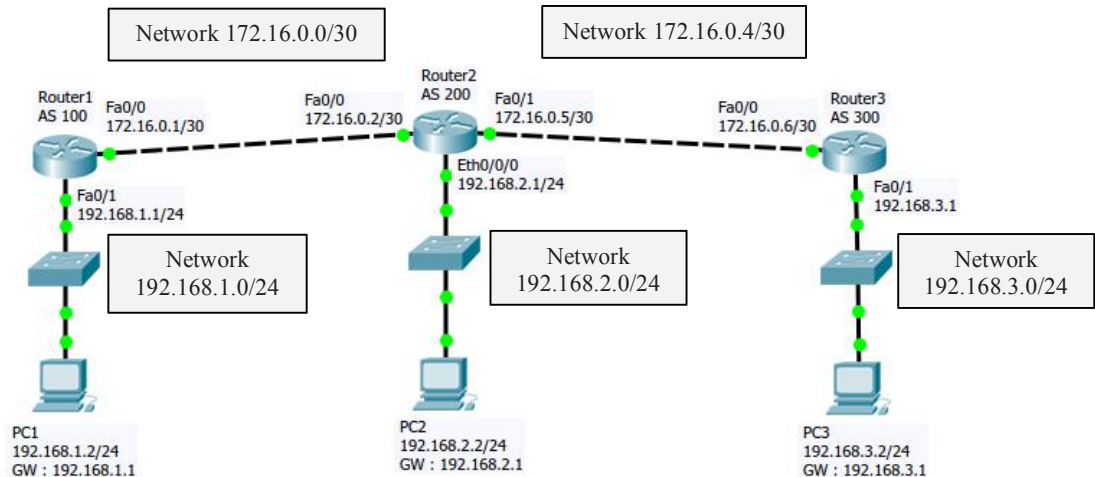 Network 172.16.0.0/30
Network 172.16.0.4/30
Router1
AS 100
Fa0/0
172.16.0.1/30
Fa0/0
172.16.0.2/30
Router2
AS 200
Fa0/1
172.16.0.5/30
Fa0/0
172.16.0.6/30
Router3
AS 300
Fa0/1
192.168.1.1/24
Eth0/0/0
192.168.2.1/24
Fa0/1
192.168.3.1
Network
192.168.1.0/24
Network
192.168.2.0/24
Network
192.168.3.0/24
PC1
192.168.1.2/24
GW : 192.168.1.1
PC2
192.168.2.2/24
GW : 192.168.2.1
PC3
192.168.3.2/24
GW : 192.168.3.1